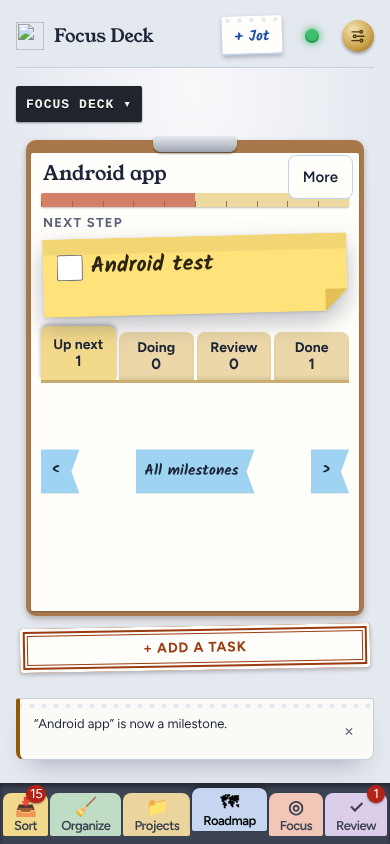 Focus Deck
+ Jot
FOCUS DECK ▾
Android app
More
NEXT STEP
Android test
Up next
1
Doing
0
Review
0
Done
1
<
All milestones
>
+ ADD A TASK
“Android app” is now a milestone.
×
15
1
Sort
Organize
Projects
Roadmap
Focus
Review